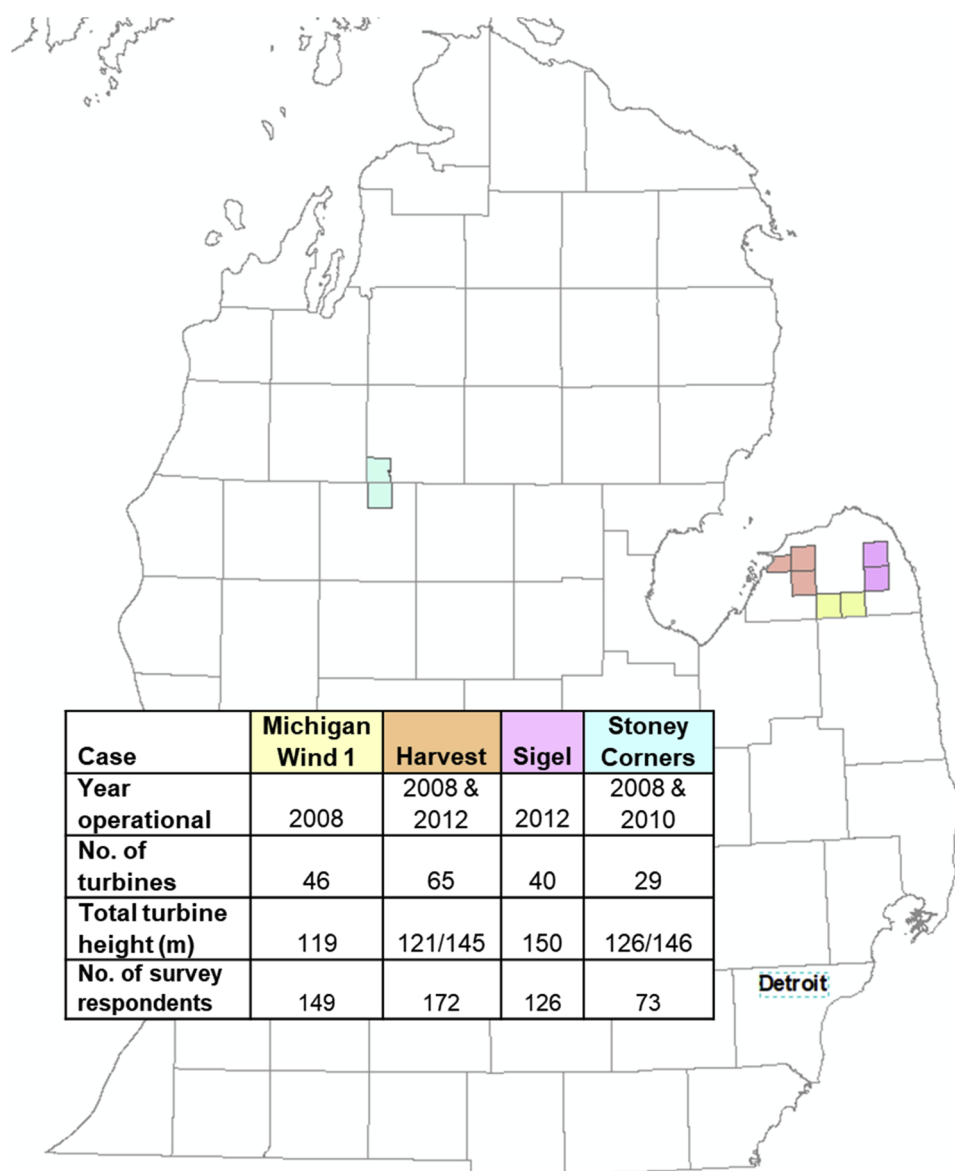 Case Michigan Wind 1 Harvest Sigel Stoney Corners
Year operational 2008 2008 & 2012 2012 2008 & 2010
No. of turbines 46 65 40 29
Total turbine height (m) 119 121/145 150 126/146
No. of survey respondents 149 172 126 73
Detroit